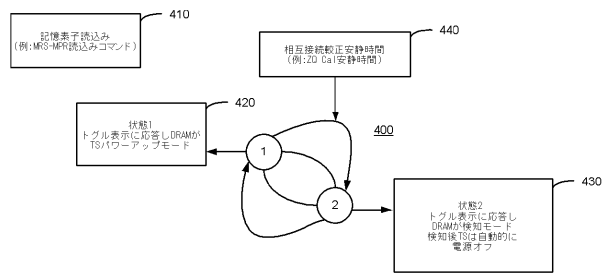 410
記憶素子読込み
(例:MRS-MPR読込みコマンド)
440
相互接続較正安静時間
(例:ZQ Cal安静時間)
420
状態1
トグル表示に応答しDRAMが
TSパワーアップモード
400
1
2
430
状態2
トグル表示に応答し
DRAMが検知モード
検知後TSは自動的に
電源オフ